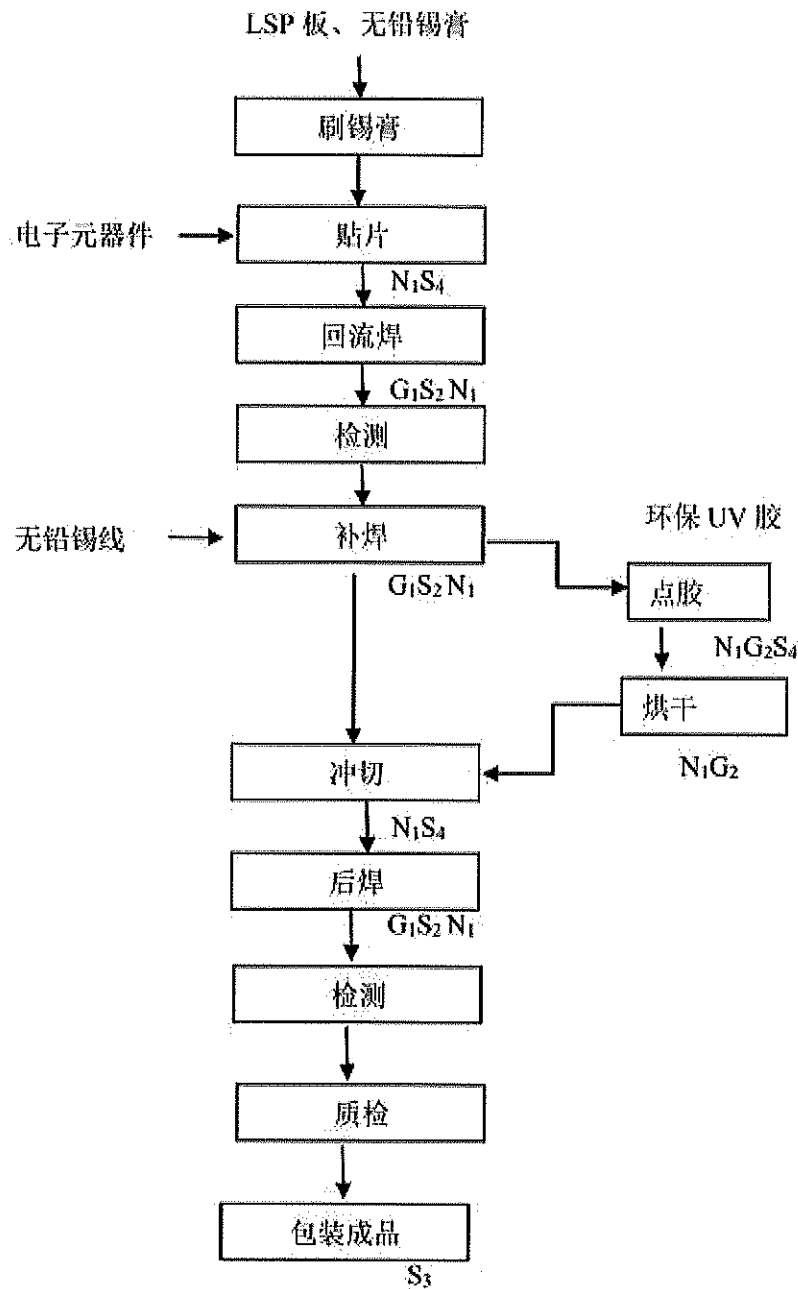 LSP 板、无铅锡膏
刷锡膏
电子元器件
贴片
N₁S₄
回流焊
G₁S₂ N₁
检测
无铅锡线
补焊
环保 UV 胶
G₁S₂ N₁
点胶
N₁G₂S₄
烘干
N₁G₂
冲切
N₁S₄
后焊
G₁S₂ N₁
检测
质检
包装成品
S₃